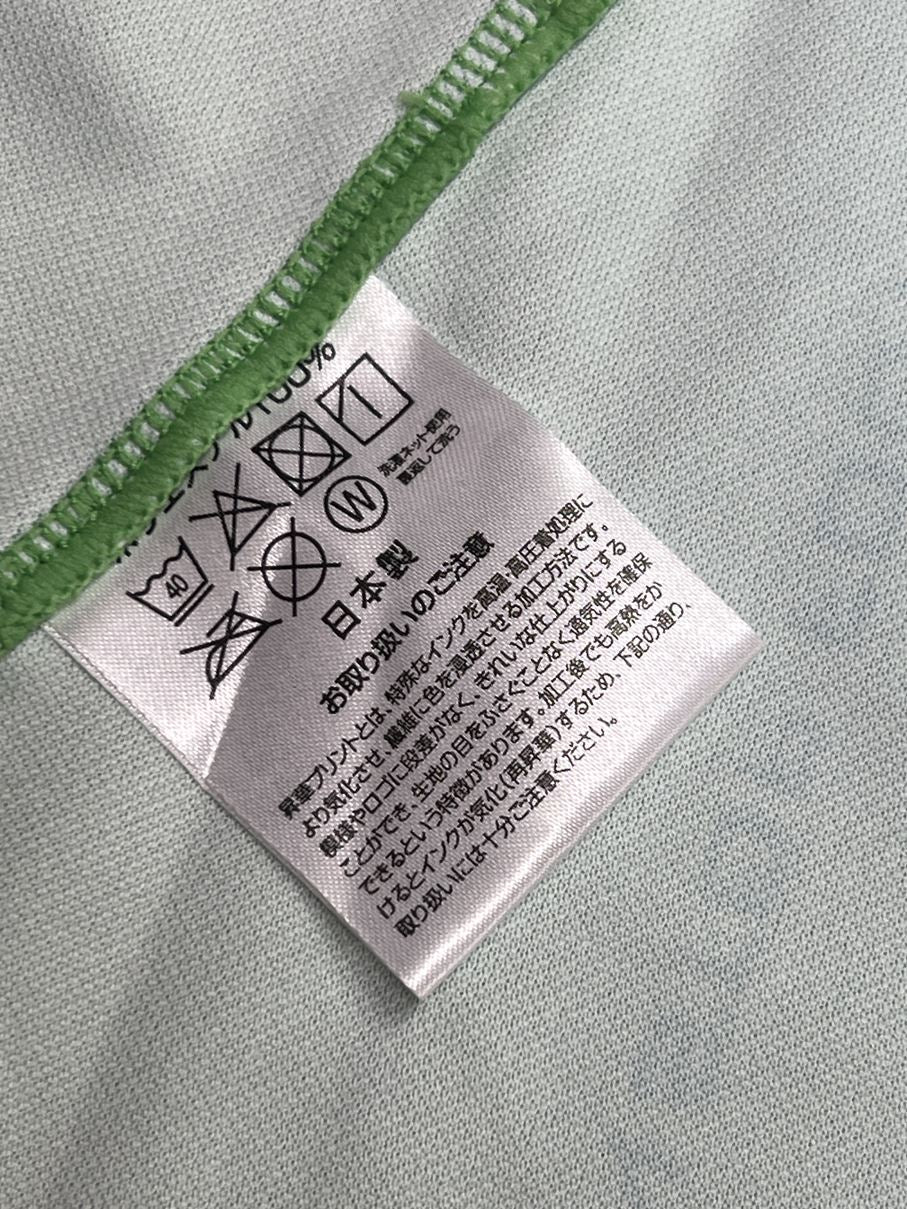 ポリエステル100%
40
W
洗濯ネット使用
裏返して洗う
日本製
お取り扱いのご注意
昇華プリントとは、特殊なインクを高温・高圧着処理に
より気化させ、繊維に色を浸透させる加工方法です。
模様やロゴに段差がなく、きれいな仕上がりにする
ことができ、生地の目をふさぐことなく通気性を確保
できるという特徴があります。加工後でも高熱をか
けるとインクが気化(再昇華)するため、下記の通り、
取り扱いには十分ご注意ください。